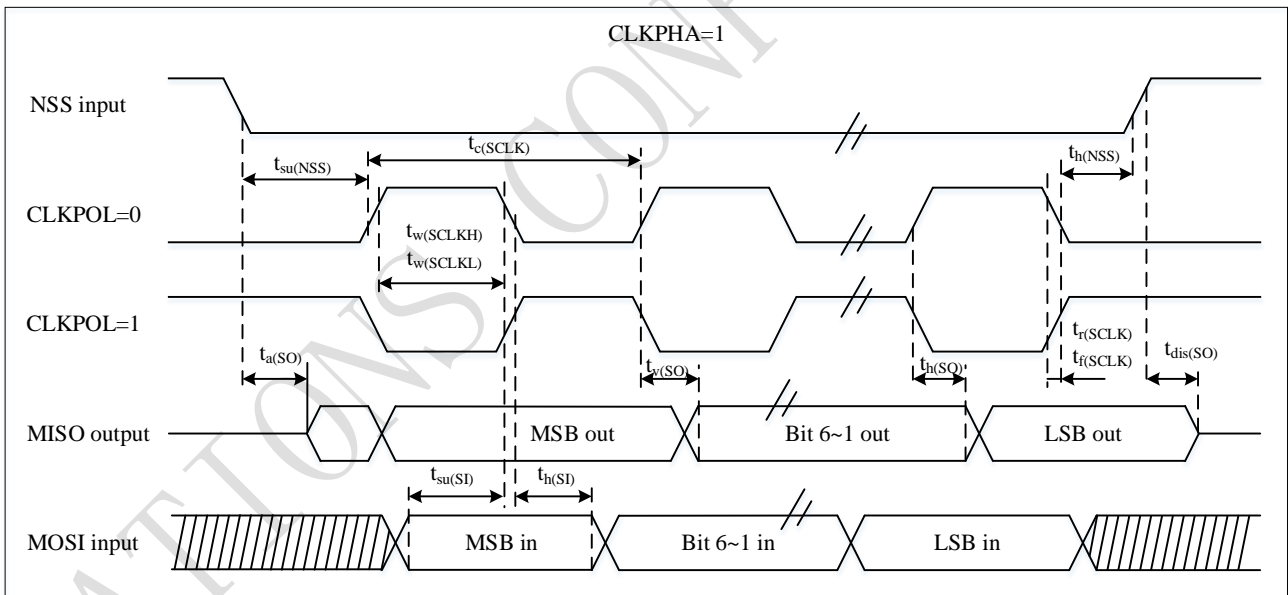 CLKPHA=1
NSS input
tc(SCLK)
tsu(NSS)
th(NSS)
CLKPOL=0
tw(SCLKH)
tw(SCLKL)
CLKPOL=1
ta(SO)
tv(SO)
th(SO)
tr(SCLK)
tf(SCLK)
tdis(SO)
MISO output
MSB out
Bit 6~1 out
LSB out
tsu(SI)
th(SI)
MOSI input
MSB in
Bit 6~1 in
LSB in